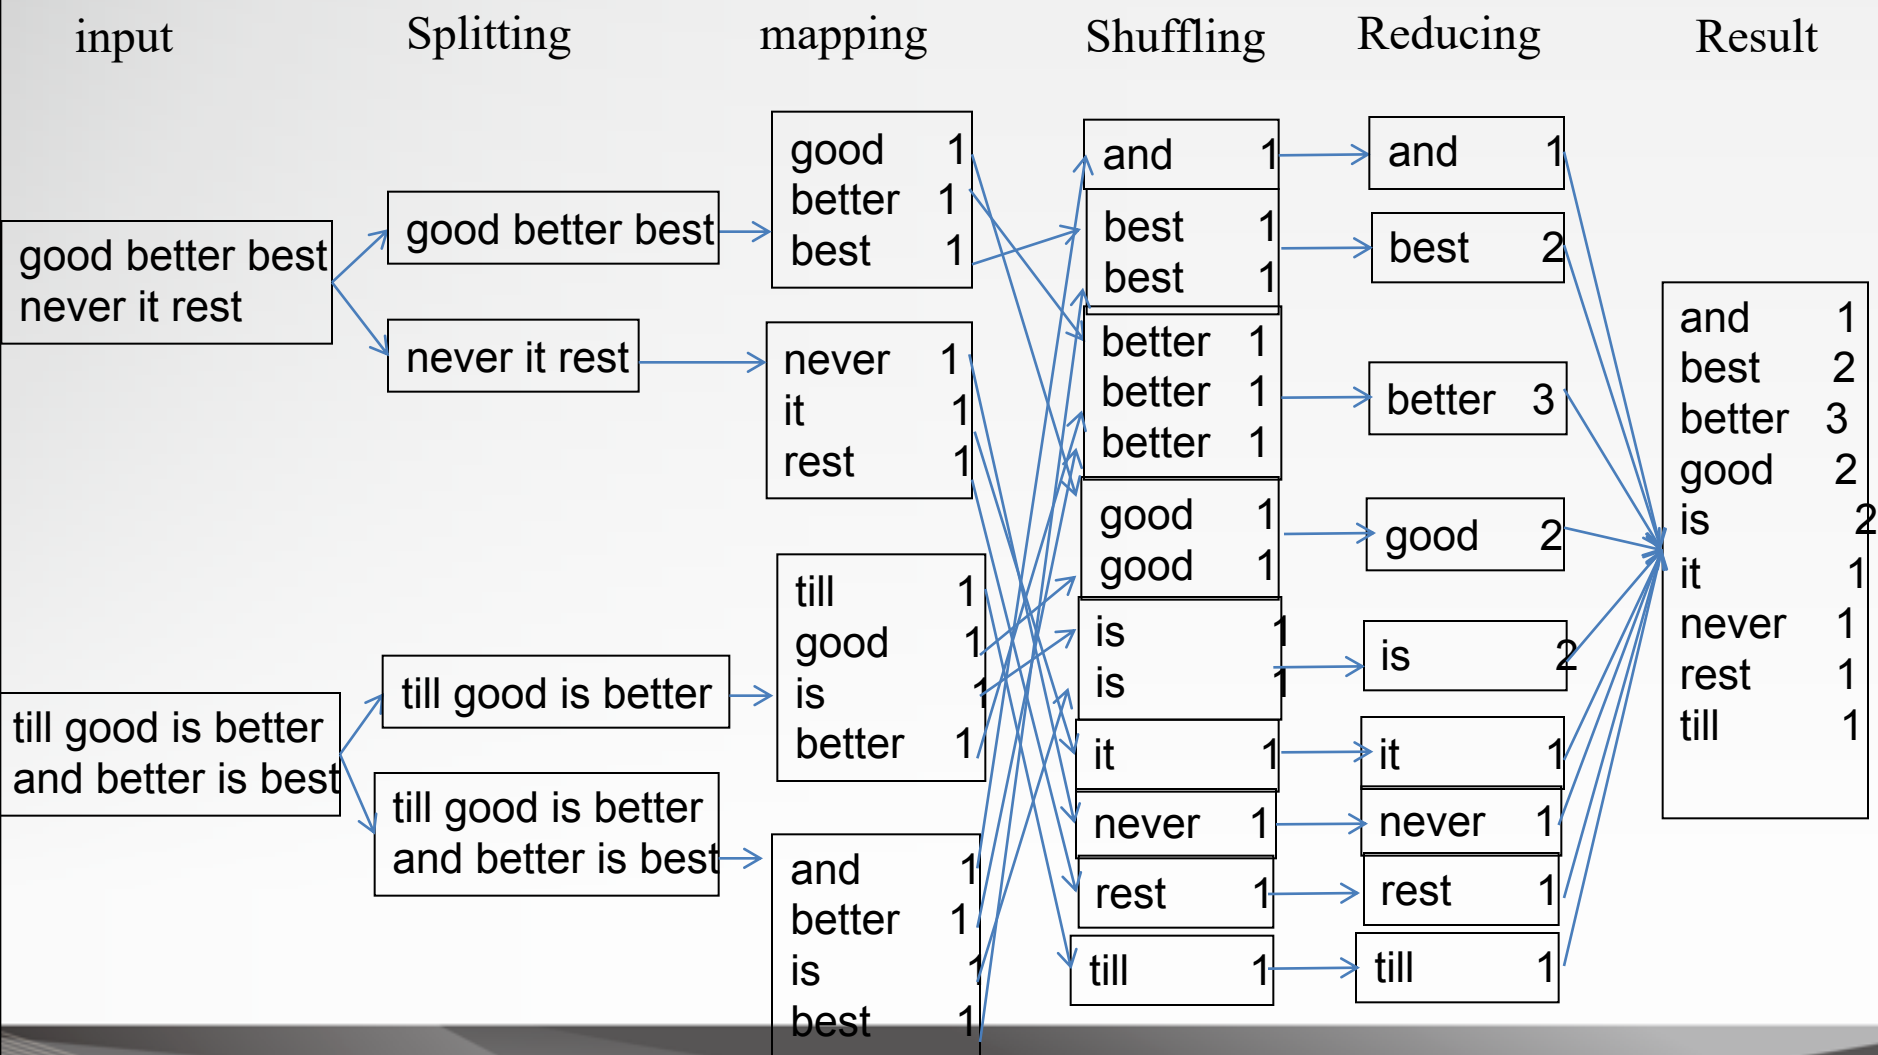 input
Splitting
mapping
Shuffling
Reducing
Result
good better best
never it rest
till good is better
and better is best
good better best
never it rest
till good is better
till good is better
and better is best
good 1
better 1
best 1
never 1
it 1
rest 1
till 1
good 1
is 1
better 1
and 1
better 1
is 1
best 1
and 1
best 1
best 1
better 1
better 1
better 1
good 1
good 1
is 1
is 1
it 1
never 1
rest 1
till 1
and 1
best 2
better 3
good 2
is 2
it 1
never 1
rest 1
till 1
and 1
best 2
better 3
good 2
is 2
it 1
never 1
rest 1
till 1